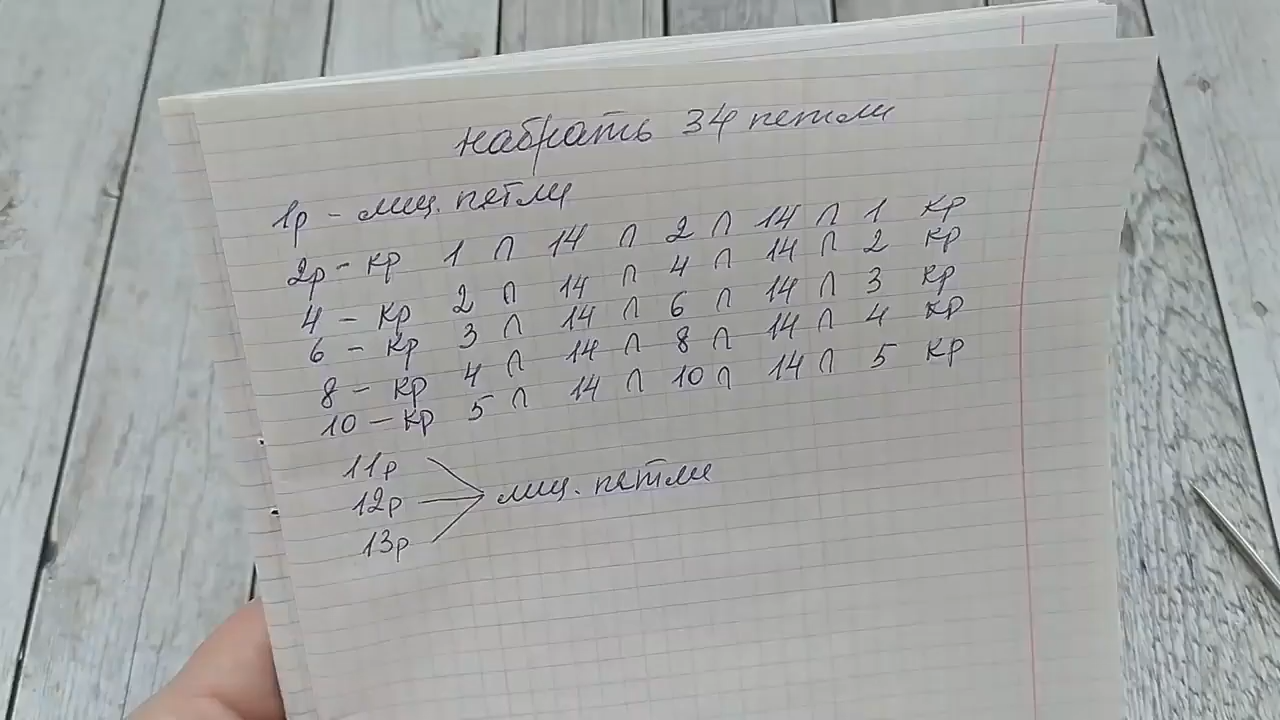 набрать 34 петли
1р - лиц. петли
2р - кр 1 п 14 п 2 п 14 п 1 кр
4 - кр 2 п 14 п 4 п 14 п 2 кр
6 - кр 3 п 14 п 6 п 14 п 3 кр
8 - кр 4 п 14 п 8 п 14 п 4 кр
10 - кр 5 п 14 п 10 п 14 п 5 кр
11р
12р - лиц. петли
13р